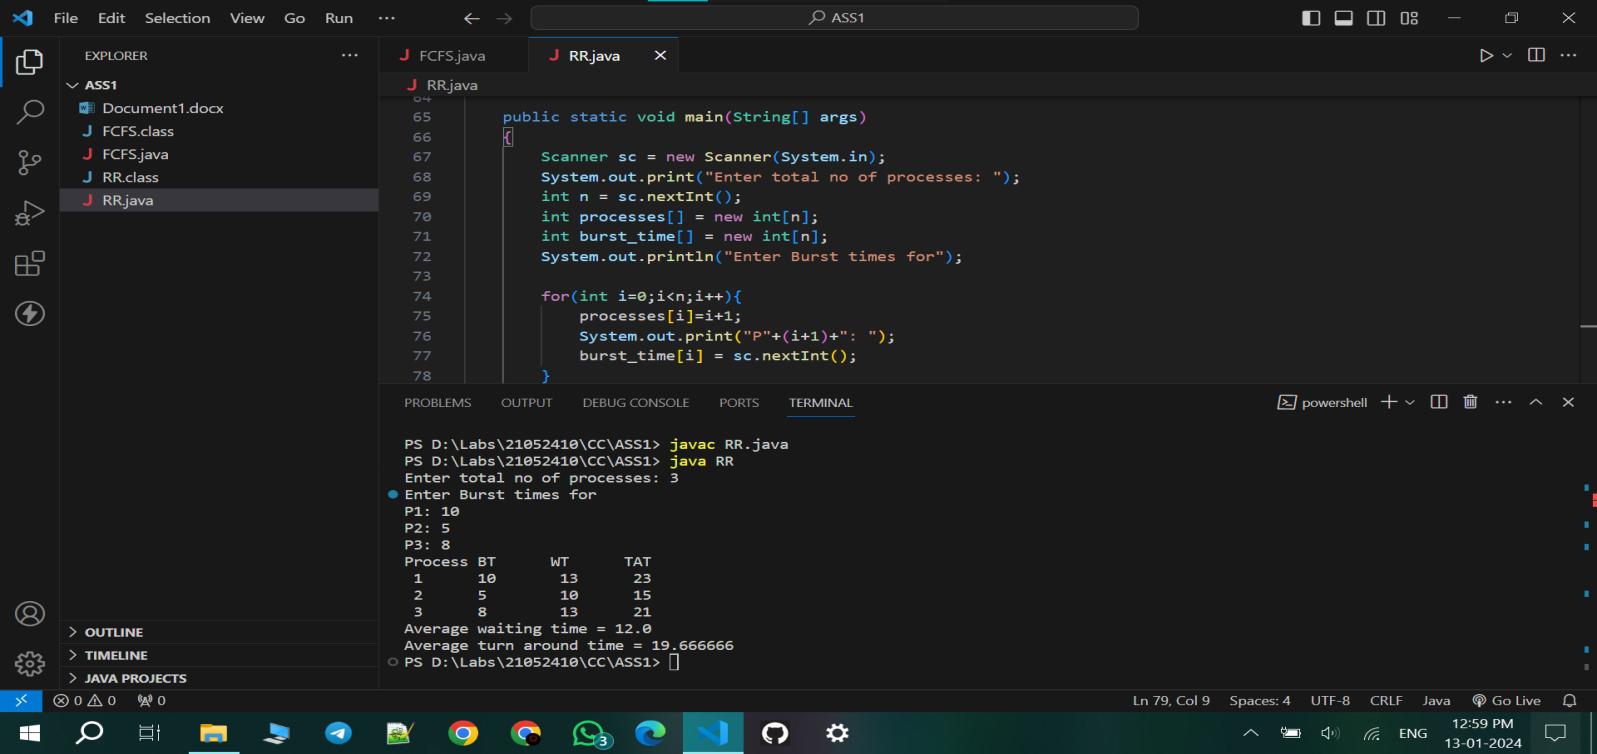 File Edit Selection View Go Run ··· ASS1
EXPLORER ···
ASS1
Document1.docx
FCFS.class
FCFS.java
RR.class
RR.java
OUTLINE
TIMELINE
JAVA PROJECTS
FCFS.java RR.java
RR.java
64
65 public static void main(String[] args)
66 {
67 Scanner sc = new Scanner(System.in);
68 System.out.print("Enter total no of processes: ");
69 int n = sc.nextInt();
70 int processes[] = new int[n];
71 int burst_time[] = new int[n];
72 System.out.println("Enter Burst times for");
73
74 for(int i=0;i<n;i++){
75 processes[i]=i+1;
76 System.out.print("P"+(i+1)+": ");
77 burst_time[i] = sc.nextInt();
78 }
PROBLEMS OUTPUT DEBUG CONSOLE PORTS TERMINAL powershell
PS D:\Labs\21052410\CC\ASS1> javac RR.java
PS D:\Labs\21052410\CC\ASS1> java RR
Enter total no of processes: 3
Enter Burst times for
P1: 10
P2: 5
P3: 8
Process BT WT TAT
1 10 13 23
2 5 10 15
3 8 13 21
Average waiting time = 12.0
Average turn around time = 19.666666
PS D:\Labs\21052410\CC\ASS1>
0 0 0 Ln 79, Col 9 Spaces: 4 UTF-8 CRLF Java Go Live
3 ENG 12:59 PM
13-01-2024